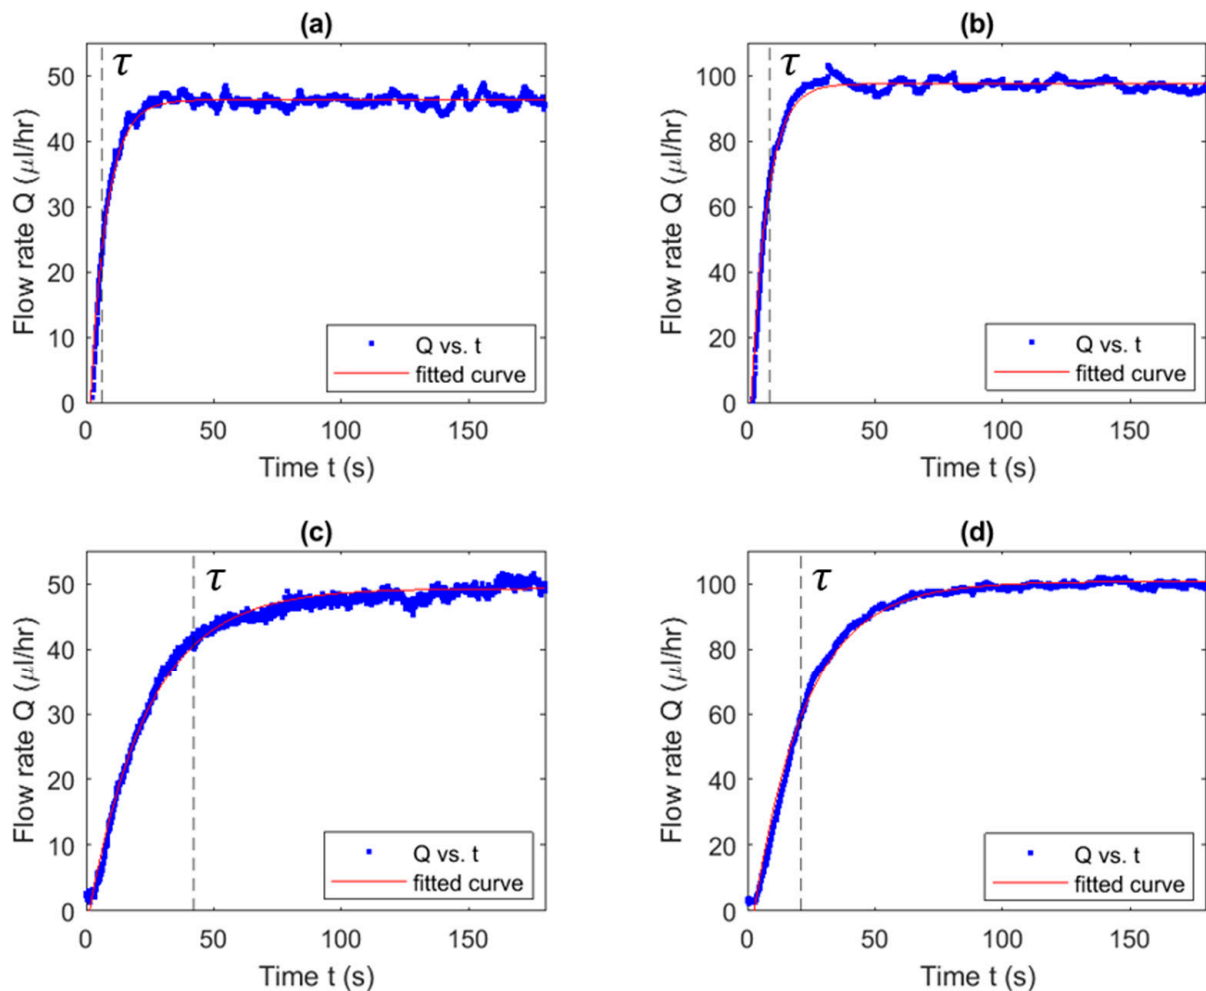 (a)
τ
Flow rate Q (μl/hr)
50
40
30
20
10
0
Q vs. t
fitted curve
0 50 100 150
Time t (s)
(b)
τ
Flow rate Q (μl/hr)
100
80
60
40
20
0
Q vs. t
fitted curve
0 50 100 150
Time t (s)
(c)
τ
Flow rate Q (μl/hr)
50
40
30
20
10
0
Q vs. t
fitted curve
0 50 100 150
Time t (s)
(d)
τ
Flow rate Q (μl/hr)
100
80
60
40
20
0
Q vs. t
fitted curve
0 50 100 150
Time t (s)